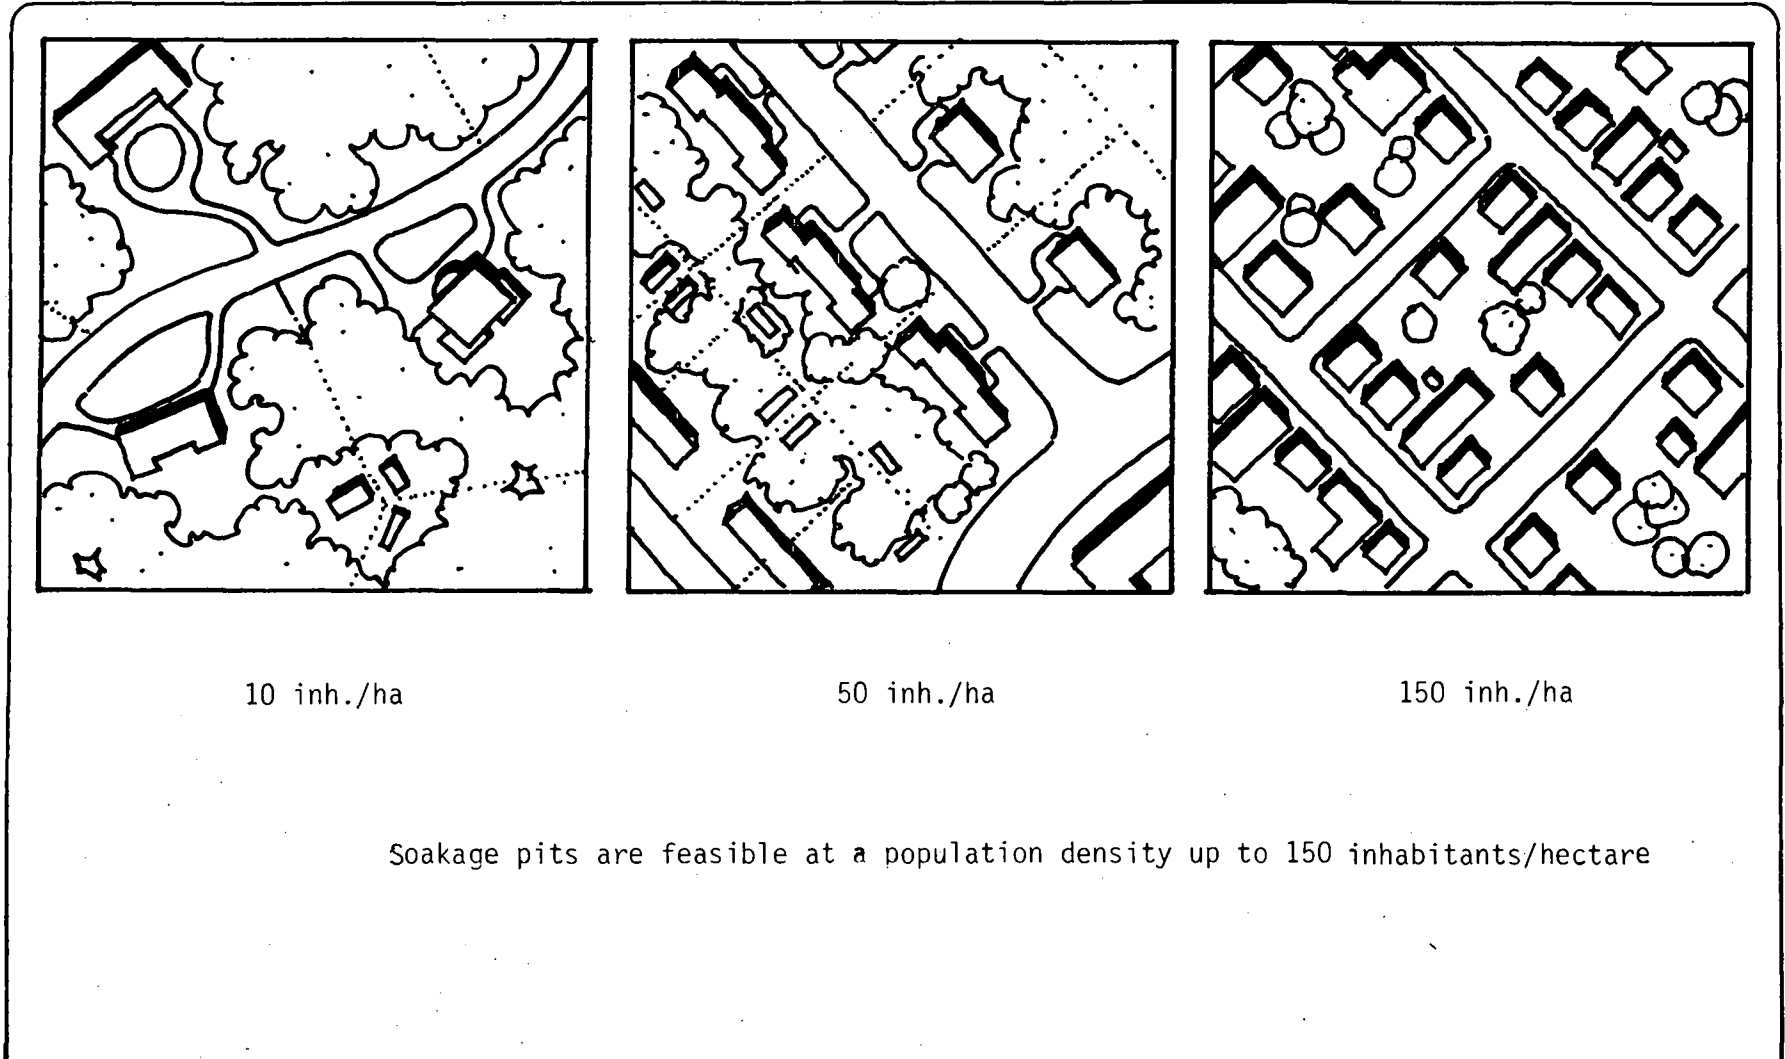 10 inh./ha
50 inh./ha
150 inh./ha
Soakage pits are feasible at a population density up to 150 inhabitants/hectare